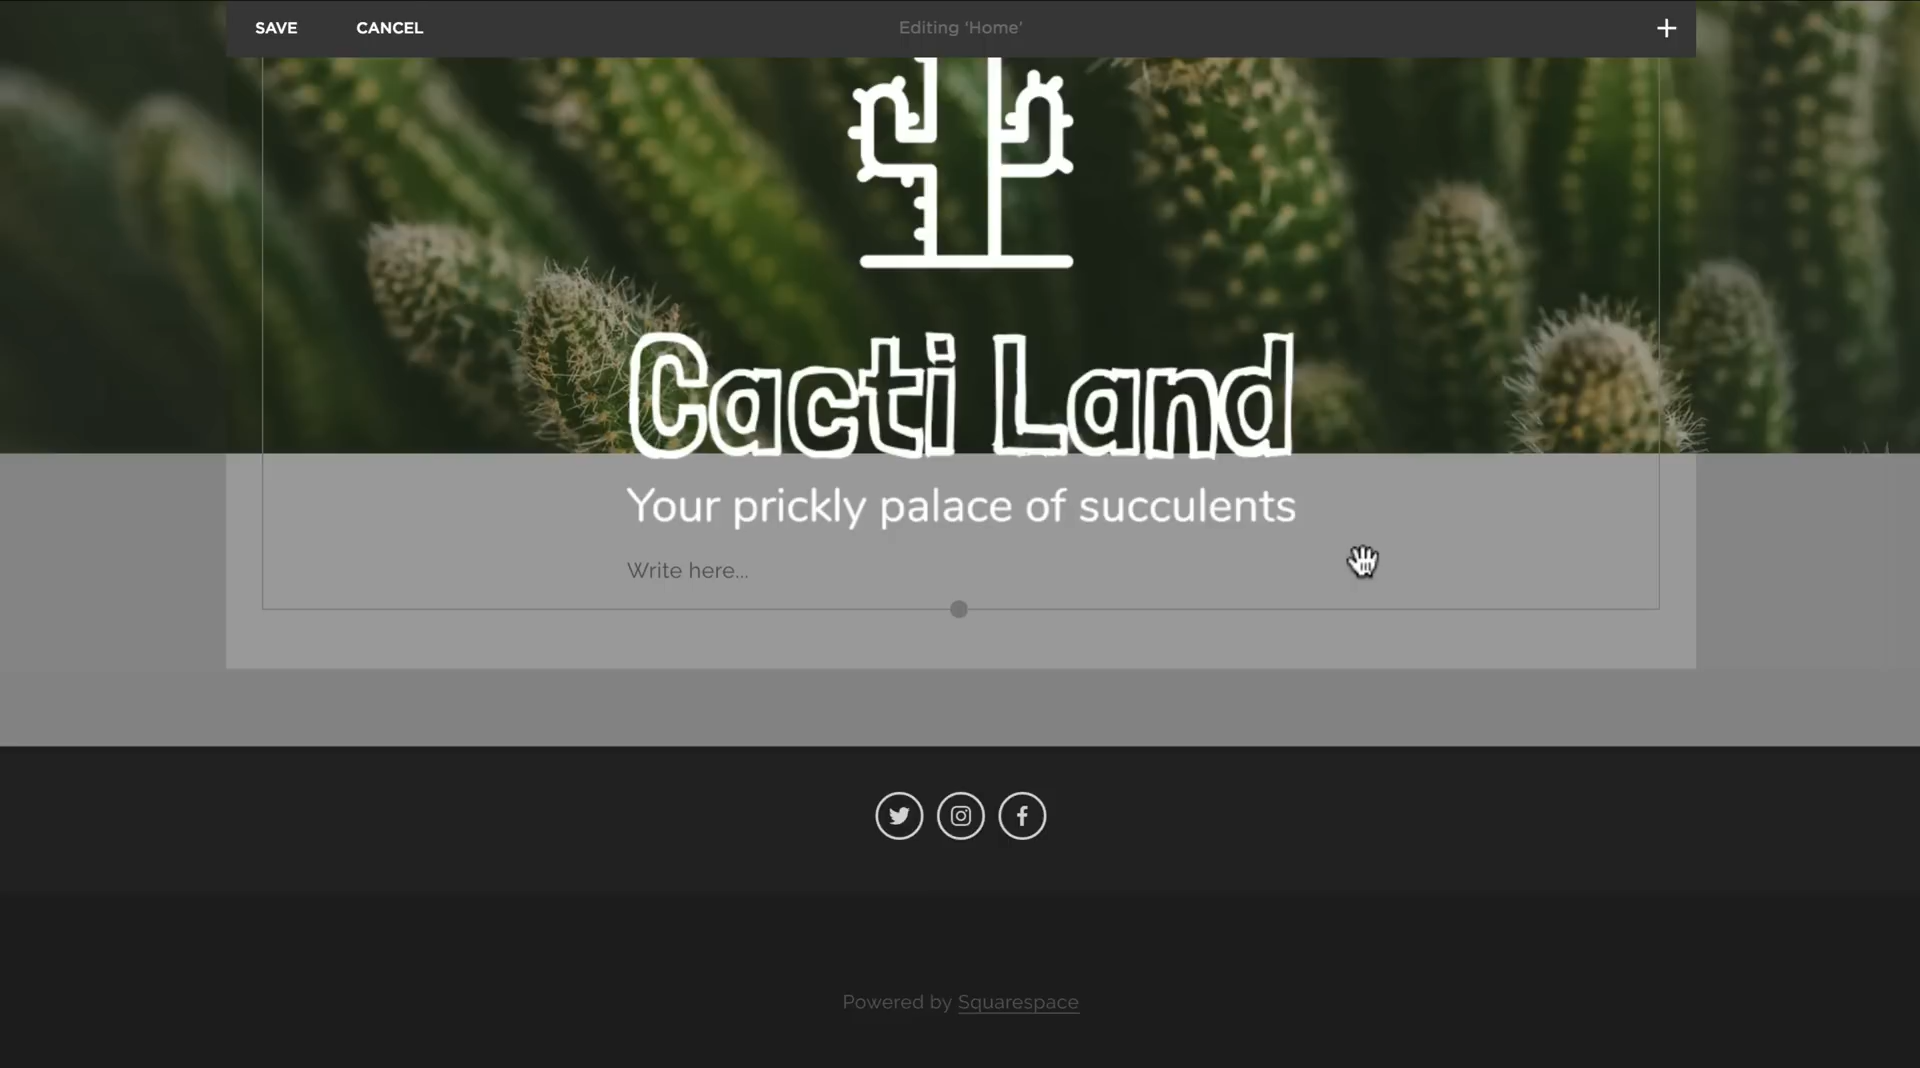 SAVE CANCEL Editing 'Home' +
Cacti Land
Your prickly palace of succulents
Write here...
Powered by Squarespace